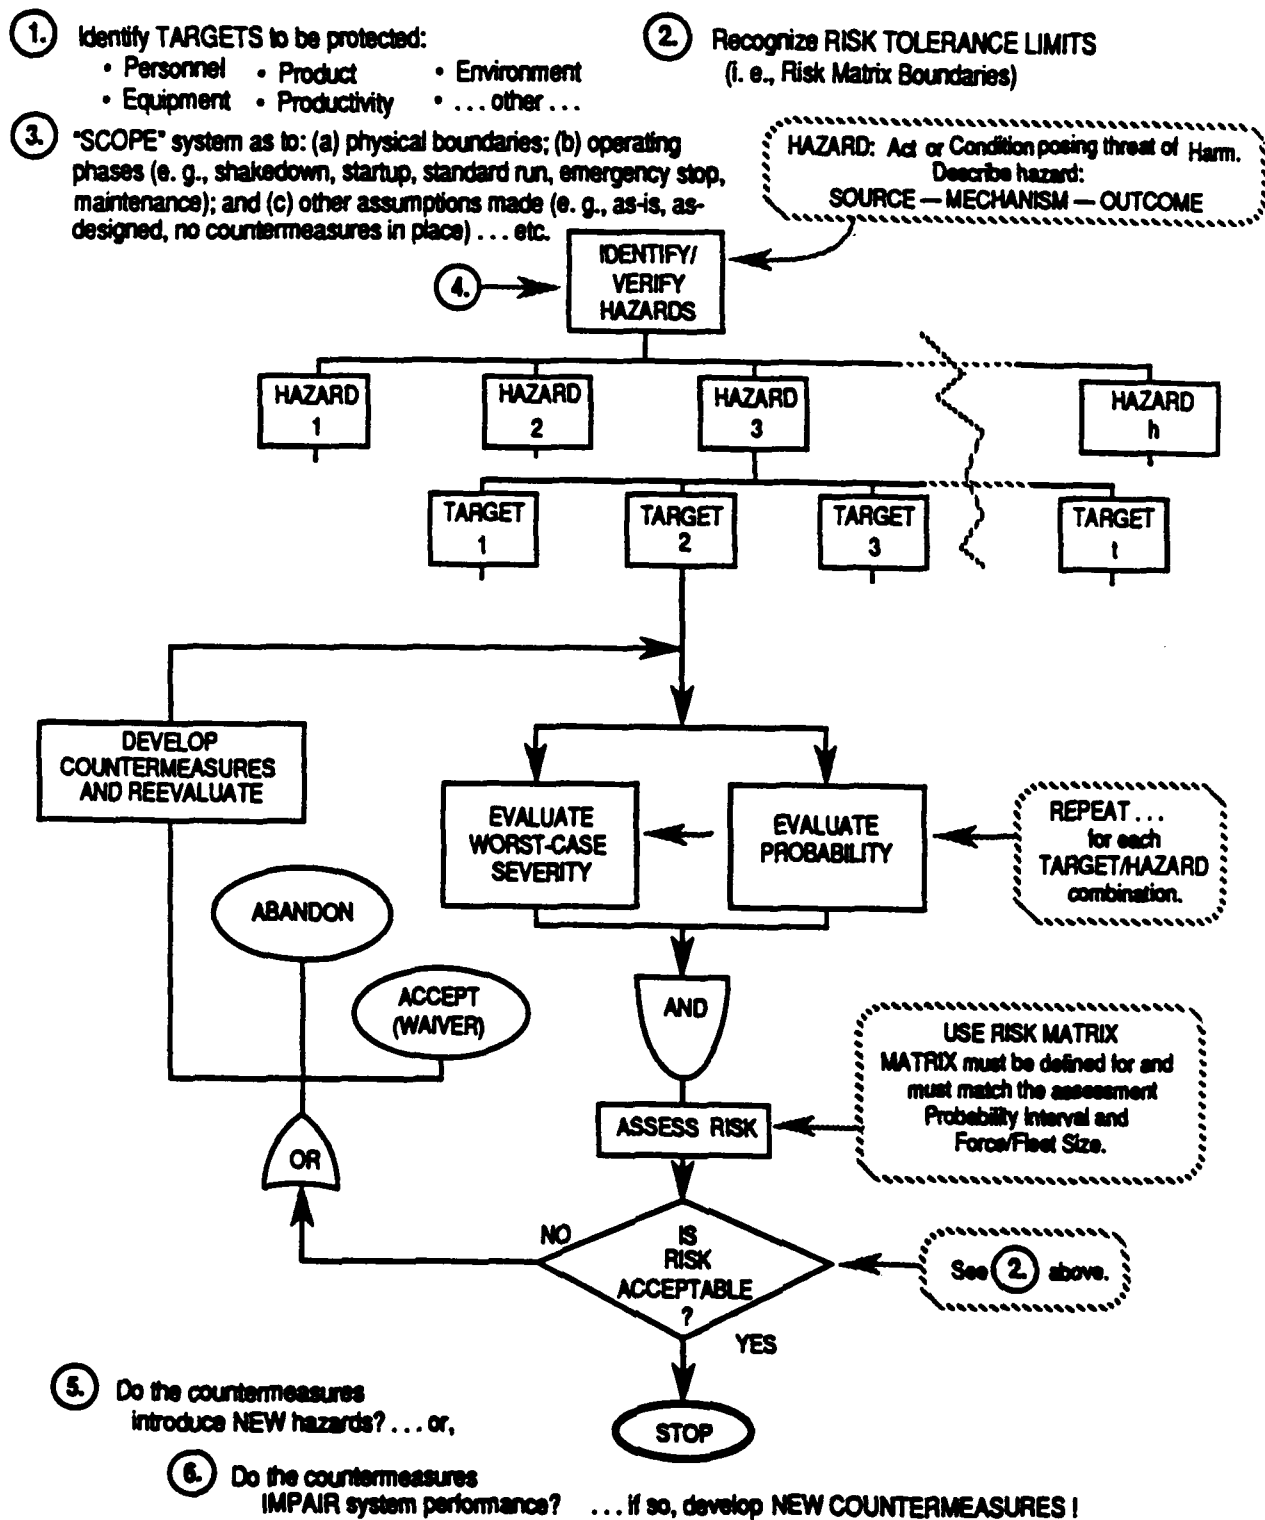 1. Identify TARGETS to be protected:
• Personnel • Product • Environment
• Equipment • Productivity • ... other ...
2. Recognize RISK TOLERANCE LIMITS
(i. e., Risk Matrix Boundaries)
3. "SCOPE" system as to: (a) physical boundaries; (b) operating
phases (e. g., shakedown, startup, standard run, emergency stop,
maintenance); and (c) other assumptions made (e. g., as-is, as-
designed, no countermeasures in place) ... etc.
HAZARD: Act or Condition posing threat of Harm.
Describe hazard:
SOURCE — MECHANISM — OUTCOME
4.
IDENTIFY/
VERIFY
HAZARDS
HAZARD
1
HAZARD
2
HAZARD
3
HAZARD
h
TARGET
1
TARGET
2
TARGET
3
TARGET
t
DEVELOP
COUNTERMEASURES
AND REEVALUATE
EVALUATE
WORST-CASE
SEVERITY
EVALUATE
PROBABILITY
REPEAT ...
for each
TARGET/HAZARD
combination.
ABANDON
ACCEPT
(WAIVER)
AND
USE RISK MATRIX
MATRIX must be defined for and
must match the assessment
Probability Interval and
Force/Fleet Size.
ASSESS RISK
OR
NO
IS
RISK
ACCEPTABLE
?
YES
See 2. above.
STOP
5. Do the countermeasures
introduce NEW hazards? ... or,
6. Do the countermeasures
IMPAIR system performance? ... if so, develop NEW COUNTERMEASURES !